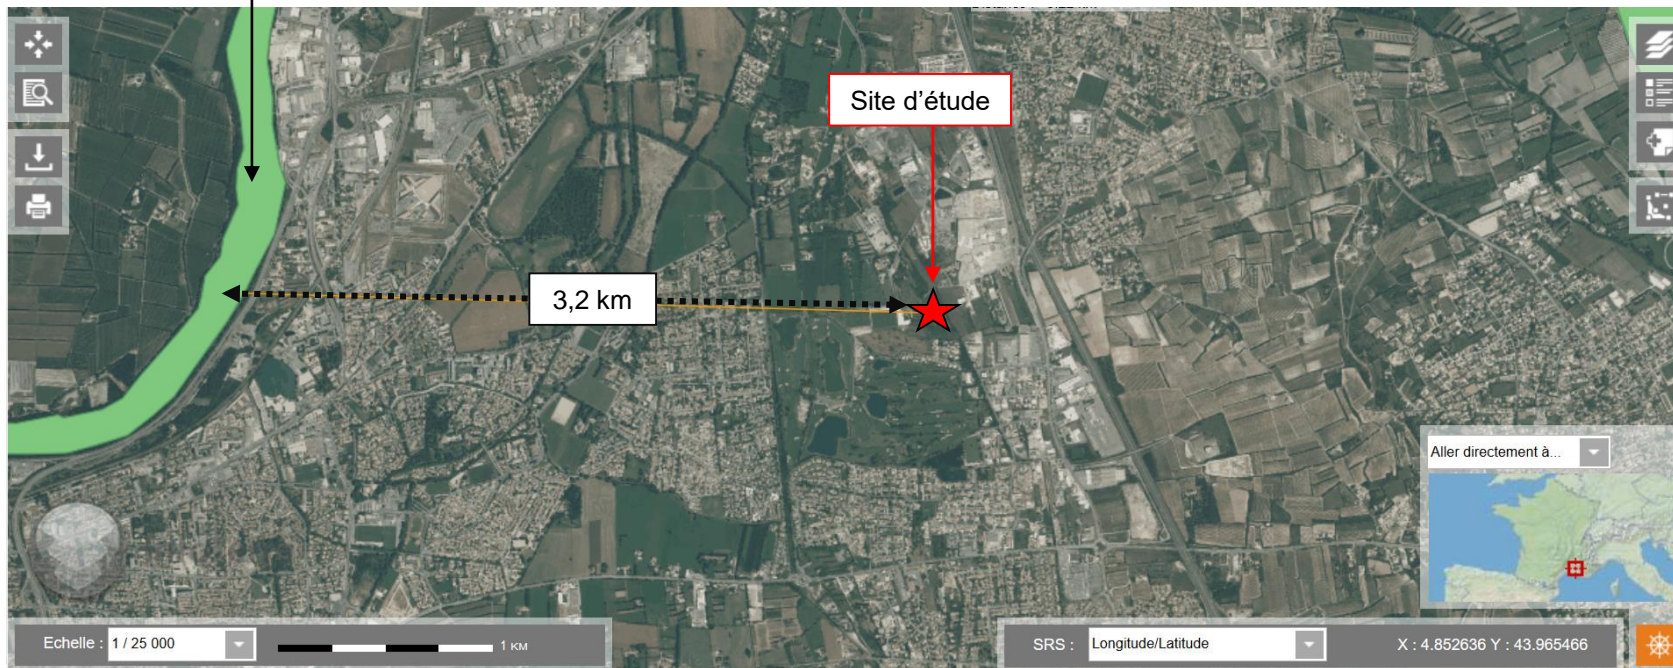 Site d'étude
3,2 km
Aller directement à...
Echelle : 1 / 25 000
1 KM
SRS : Longitude/Latitude
X : 4.852636 Y : 43.965466